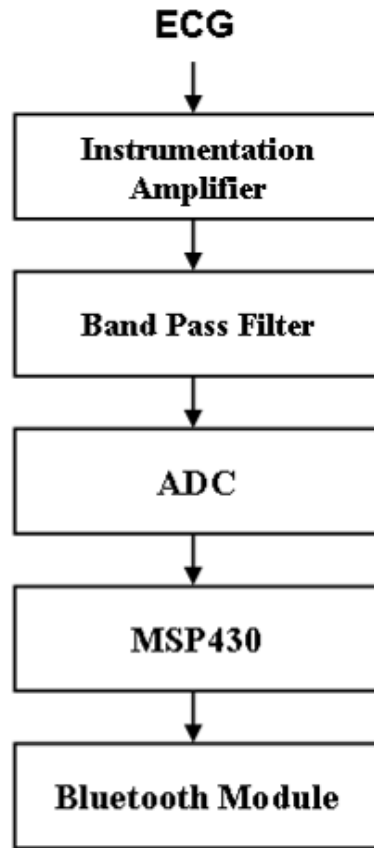 ECG
Instrumentation
Amplifier
Band Pass Filter
ADC
MSP430
Bluetooth Module